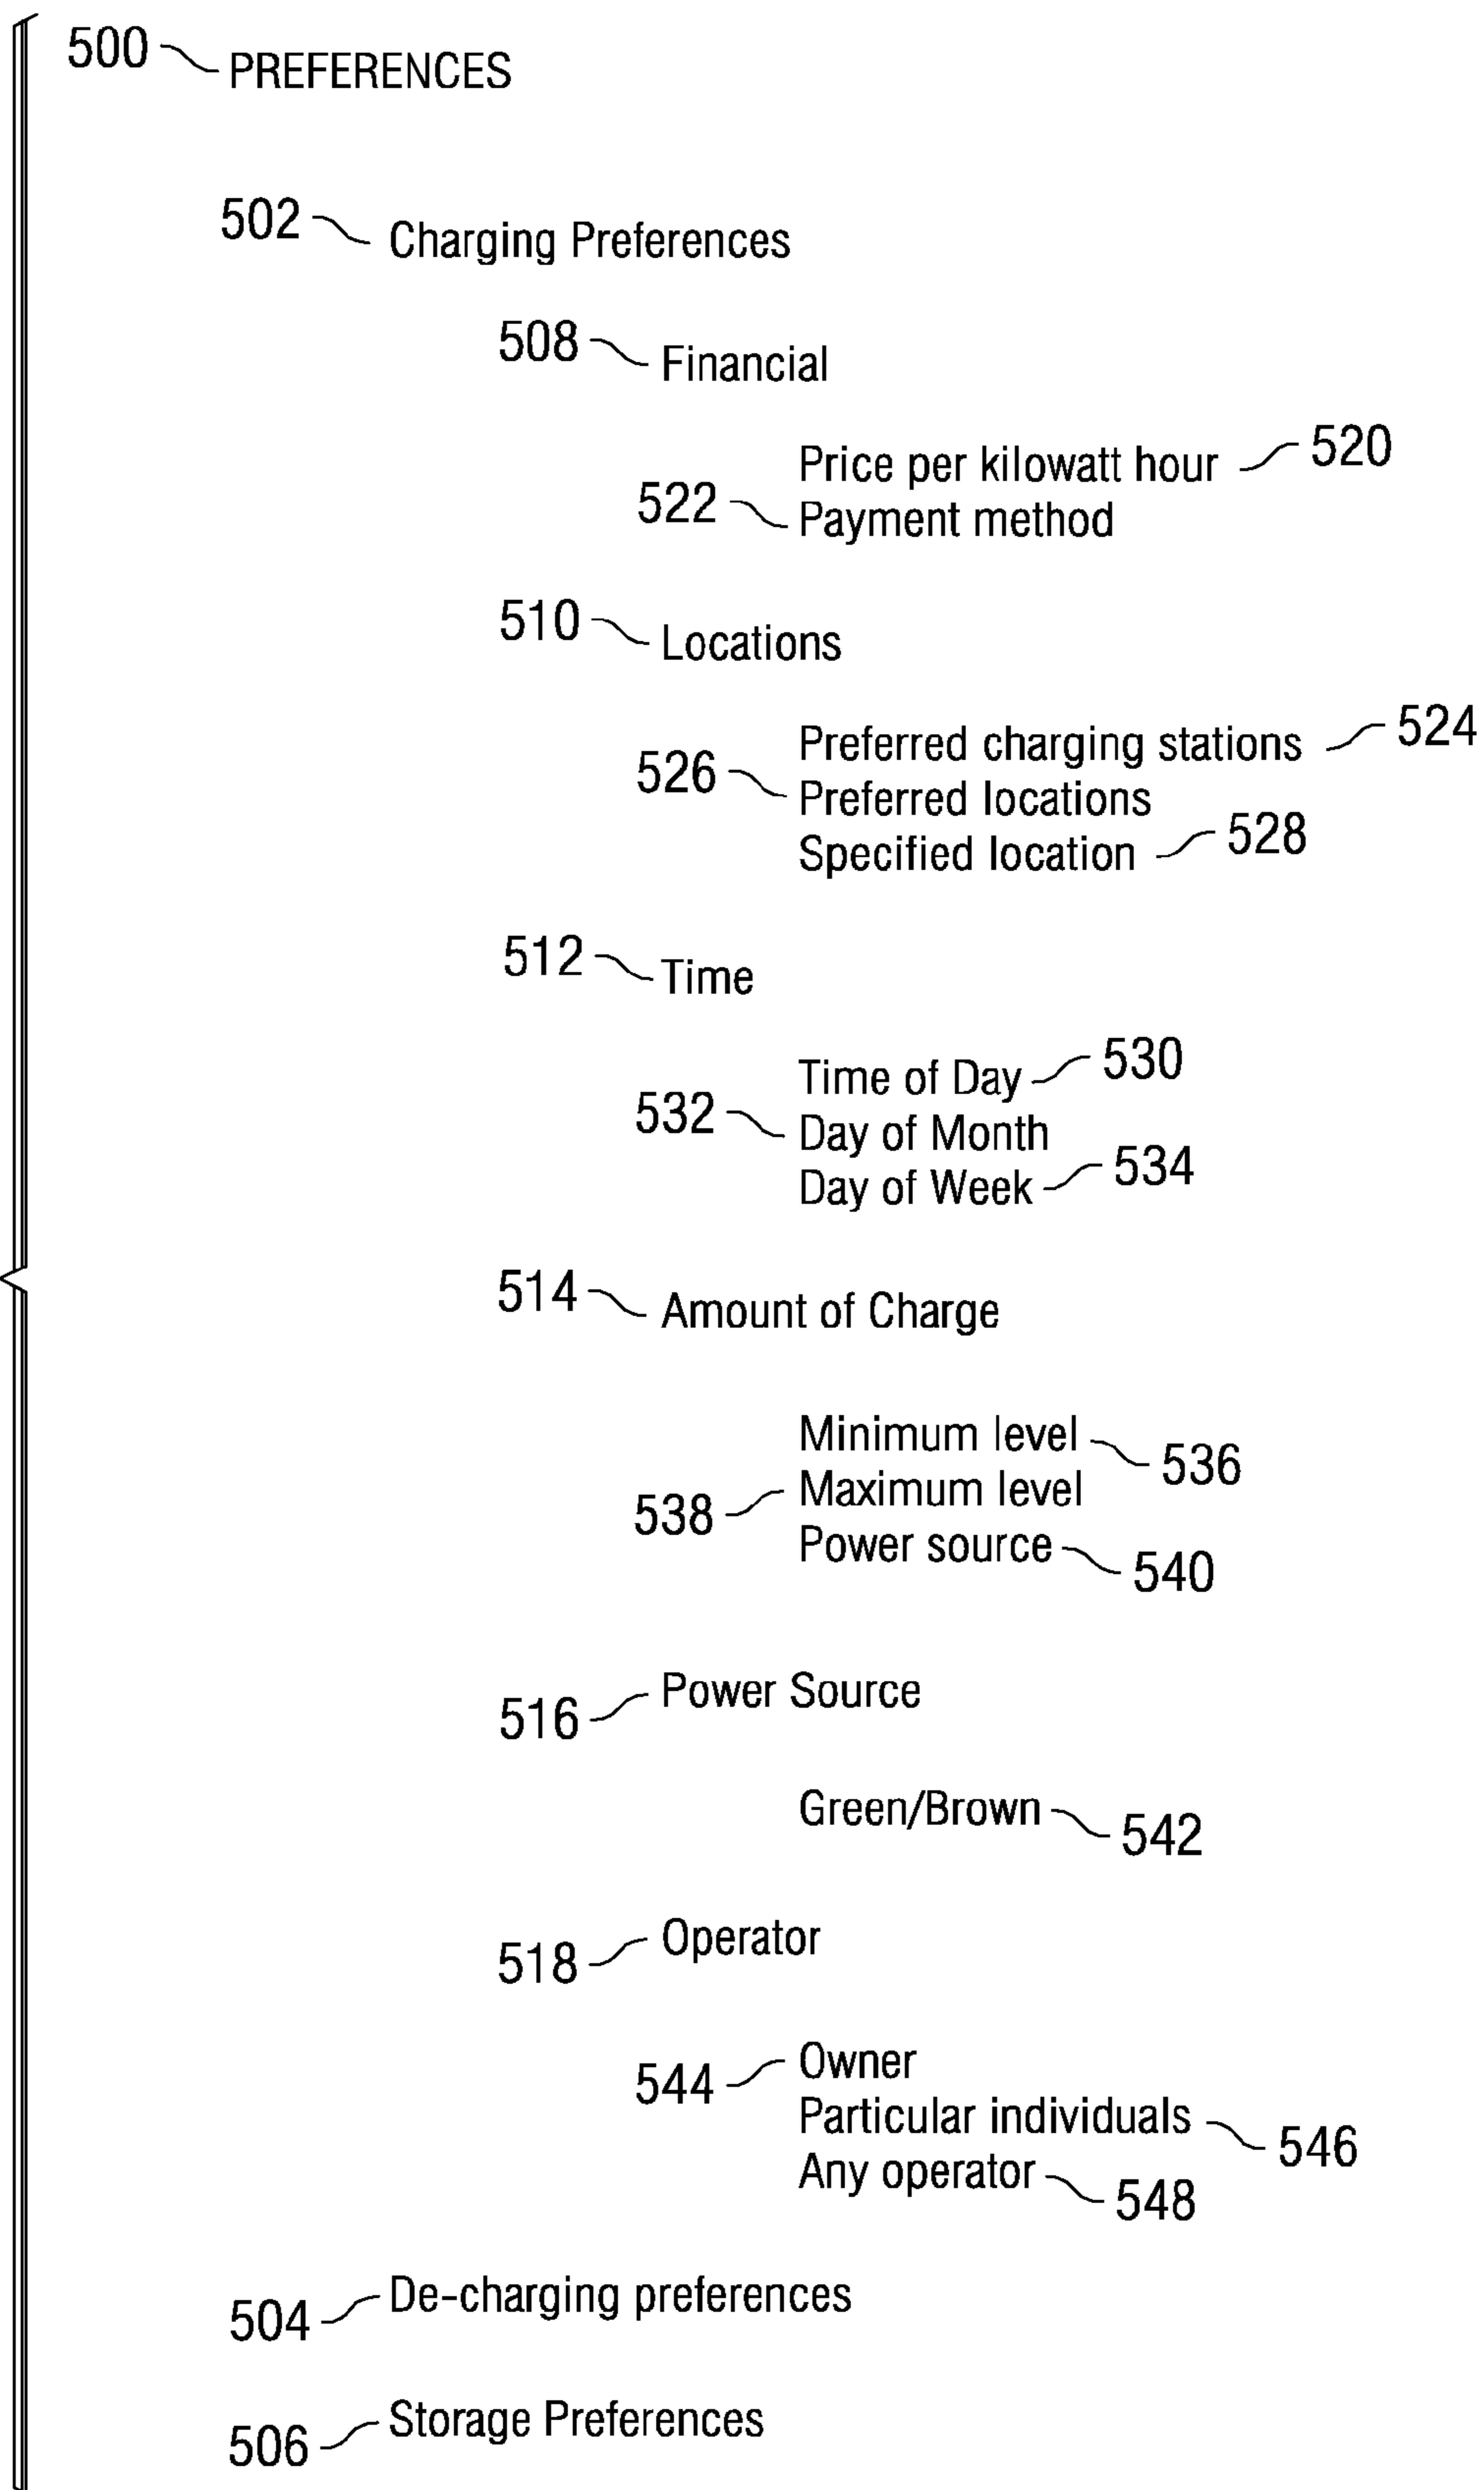 500 PREFERENCES
502 Charging Preferences
508 Financial
Price per kilowatt hour 520
522 Payment method
510 Locations
Preferred charging stations 524
526 Preferred locations
Specified location 528
512 Time
Time of Day 530
532 Day of Month
Day of Week 534
514 Amount of Charge
Minimum level 536
538 Maximum level
Power source 540
516 Power Source
Green/Brown 542
518 Operator
544 Owner
Particular individuals 546
Any operator 548
504 De-charging preferences
506 Storage Preferences